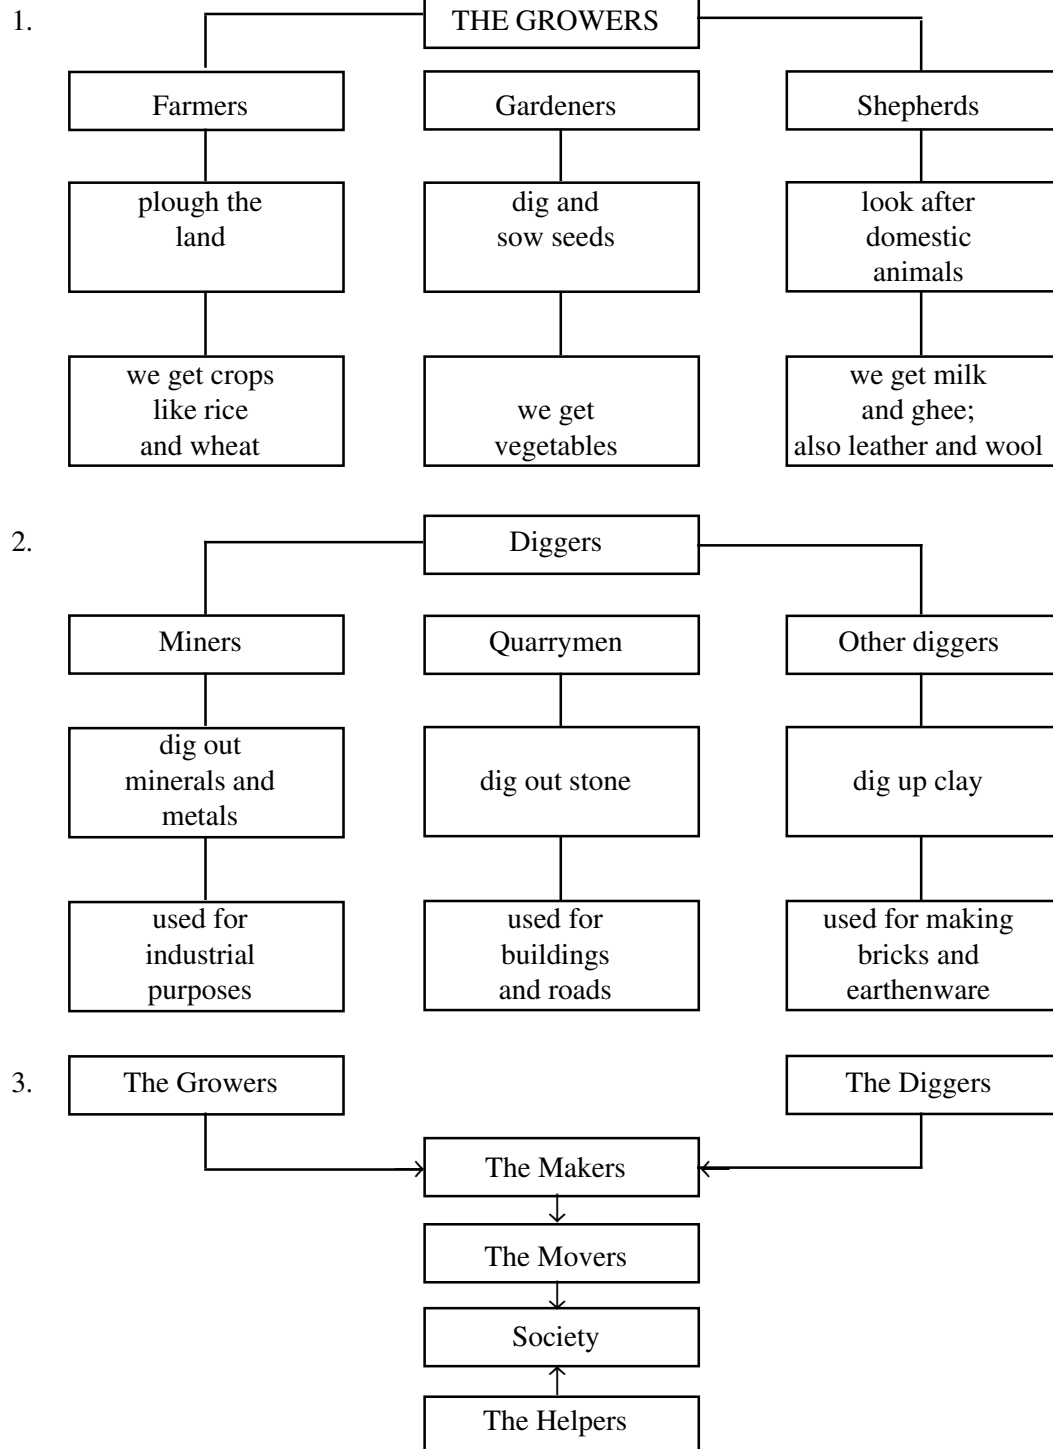 1.
THE GROWERS
Farmers
Gardeners
Shepherds
plough the
land
dig and
sow seeds
look after
domestic
animals
we get crops
like rice
and wheat
we get
vegetables
we get milk
and ghee;
also leather and wool
2.
Diggers
Miners
Quarrymen
Other diggers
dig out
minerals and
metals
dig out stone
dig up clay
used for
industrial
purposes
used for
buildings
and roads
used for making
bricks and
earthenware
3.
The Growers
The Diggers
The Makers
The Movers
Society
The Helpers